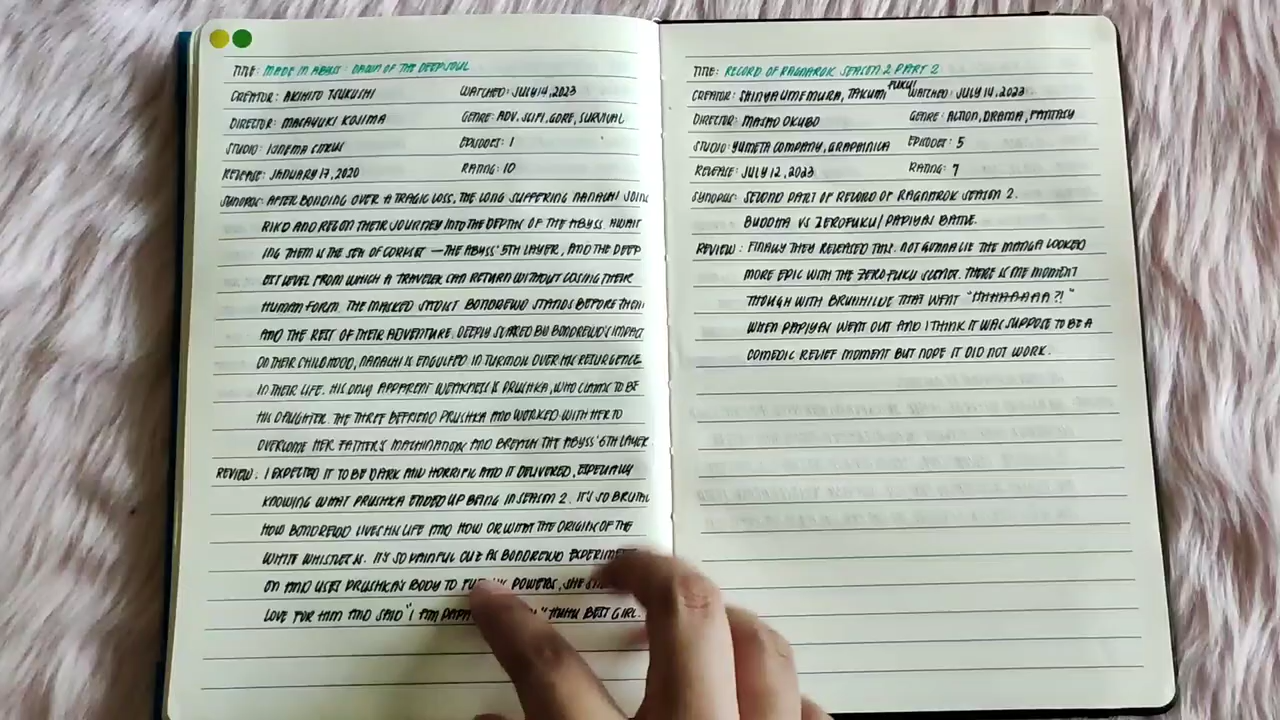 TITLE: MADE IN ABYSS: DAWN OF THE DEEP SOUL
CREATOR: AKIHITO TSUKUSHI WATCHED: JULY 14, 2023
DIRECTOR: MASAYUKI KOJIMA GENRE: ADV. SCIFI, GORE, SURVIVAL
STUDIO: KINEMA CITRUS EPISODES: 1
RELEASE: JANUARY 17, 2020 RATING: 10
SYNOPSIS: AFTER BONDING OVER A TRAGIC LOSS, THE LONG SUFFERING NANACHI JOINS
RIKO AND REG ON THEIR JOURNEY INTO THE DEPTHS OF THE ABYSS. AWAIT
ING THEM IS THE SEA OF CORPSES — THE ABYSS' 5TH LAYER, AND THE DEEP
EST LEVEL FROM WHICH A TRAVELER CAN RETURN WITHOUT LOSING THEIR
HUMAN FORM. THE MASKED BONDREWD STANDS BEFORE THEM
AND THE REST OF THEIR ADVENTURE. DEEPLY SCARED BY BONDREWD'S IMPACT
ON THEIR CHILDHOOD, NANACHI IS ENGULFED IN TURMOIL OVER HIS RESURGENCE
IN THEIR LIFE. HIS ONLY APPARENT WEAKNESS IS PRUSHKA, WHO CLAIMS TO BE
HIS DAUGHTER. THE THREE BEFRIEND PRUSHKA AND WORKED WITH HER TO
OVERCOME HER FATHER'S MACHINATIONS AND BREACH THE ABYSS' 6TH LAYER
REVIEW: I EXPECTED IT TO BE DARK AND HORRIFIC AND IT DELIVERED, ESPECIALLY
KNOWING WHAT PRUSHKA ENDED UP BEING IN SEASON 2. IT'S SO BRUTAL
HOW BONDREWD LIVES HIS LIFE AND HOW OR WHAT THE ORIGIN OF THE
WHITE WHISTLES IS. IT'S SO PAINFUL CUZ AS BONDREWD
ON AND USES PRUSHKA'S BODY TO POWERS, SHE
LOVE FOR HIM AND SAID "I AM HUHU BEST GIRL.
TITLE: RECORD OF RAGNAROK SEASON 2 PART 2
CREATOR: SHINYA UMEMURA, TAKUMI FUKUI WATCHED: JULY 14, 2023
DIRECTOR: MASAO OKUBO GENRE: ACTION, DRAMA, FANTASY
STUDIO: YUMETA COMPANY, GRAPHINICA EPISODES: 5
RELEASE: JULY 12, 2023 RATING: 7
SYNOPSIS: SECOND PART OF RECORD OF RAGNAROK SEASON 2.
BUDDHA VS ZEROFUKU/PAPIYAS BATTLE.
REVIEW: FINALLY THEY RELEASED THIS. NOT GUNNA LIE THE MANGA LOOKED
MORE EPIC WITH THE ZEROFUKU SCENES. THERE IS ONE MOMENT
THOUGH WITH BRUNHILDE THAT WENT
WHEN PAPIYAS WENT OUT AND I THINK IT WAS SUPPOSE TO BE A
COMEDIC RELIEF MOMENT BUT NOPE IT DID NOT WORK.